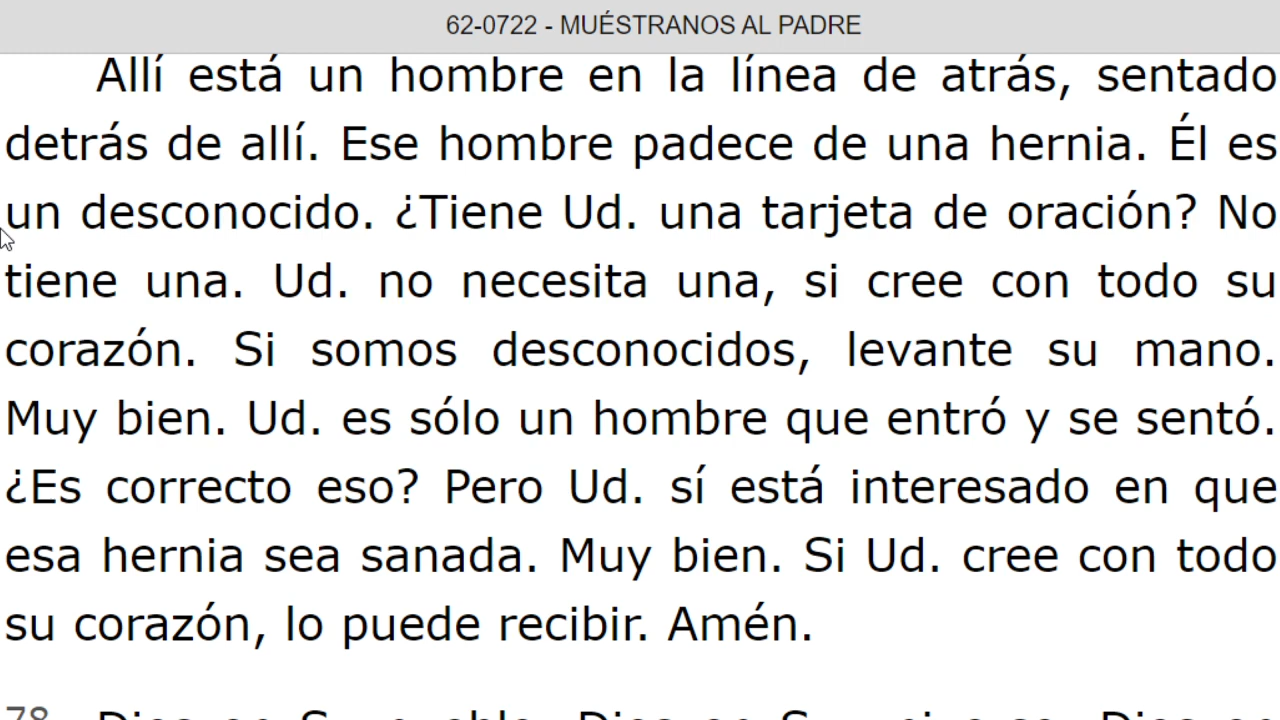 62-0722 - MUÉSTRANOS AL PADRE
Allí está un hombre en la línea de atrás, sentado
detrás de allí. Ese hombre padece de una hernia. Él es
un desconocido. ¿Tiene Ud. una tarjeta de oración? No
tiene una. Ud. no necesita una, si cree con todo su
corazón. Si somos desconocidos, levante su mano.
Muy bien. Ud. es sólo un hombre que entró y se sentó.
¿Es correcto eso? Pero Ud. sí está interesado en que
esa hernia sea sanada. Muy bien. Si Ud. cree con todo
su corazón, lo puede recibir. Amén.
78 Dios en Su